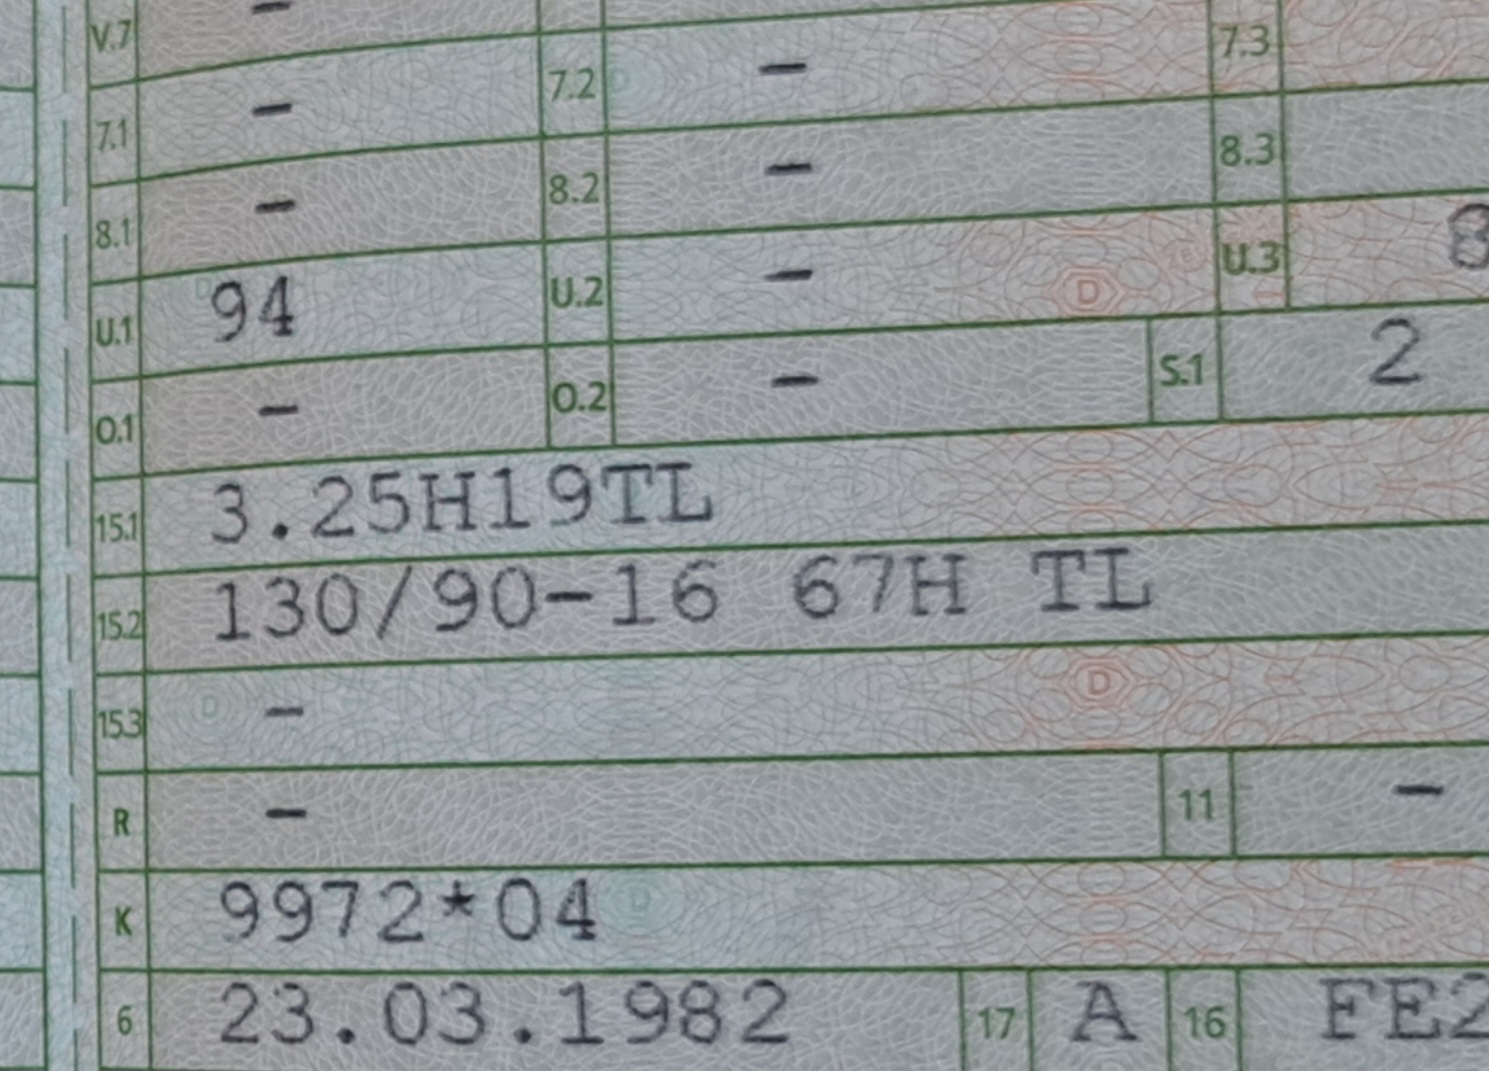 V.7 –
7.1 – 7.2 – 7.3
8.1 – 8.2 – 8.3
U.1 94 U.2 – U.3 8
O.1 – O.2 – S.1 2
15.1 3.25H19TL
15.2 130/90-16 67H TL
15.3 –
R – 11 –
K 9972*04
6 23.03.1982 17 A 16 FE2